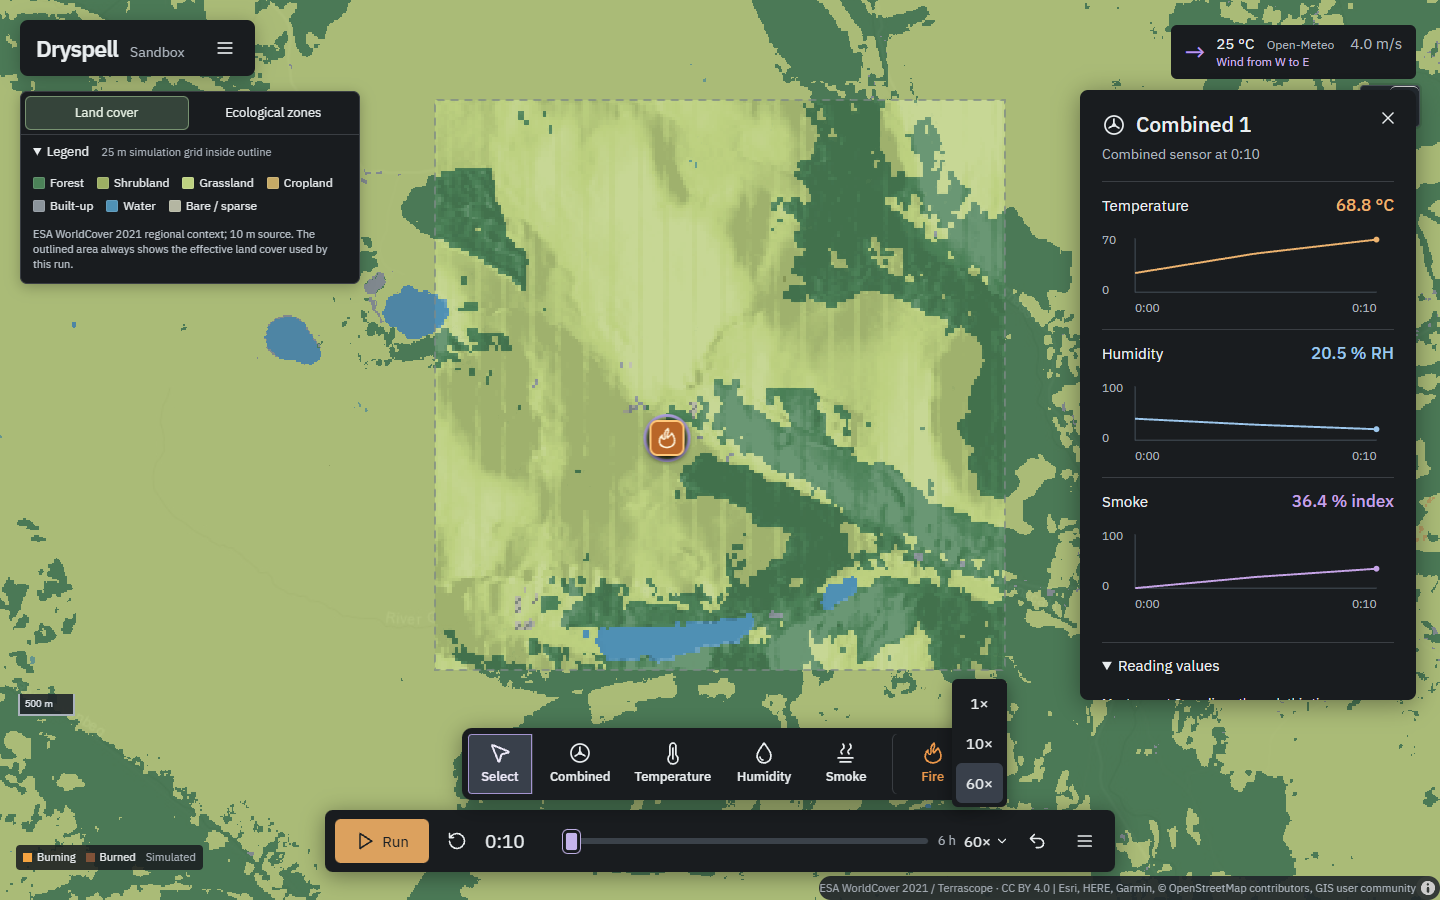 Dryspell Sandbox
25 °C Open-Meteo 4.0 m/s
Wind from W to E
Land cover Ecological zones
Legend 25 m simulation grid inside outline
Forest Shrubland Grassland Cropland
Built-up Water Bare / sparse
ESA WorldCover 2021 regional context; 10 m source. The
outlined area always shows the effective land cover used by
this run.
Combined 1
Combined sensor at 0:10
Temperature 68.8 °C
70
0
0:00 0:10
Humidity 20.5 % RH
100
0
0:00 0:10
Smoke 36.4 % index
100
0
0:00 0:10
Reading values
River
500 m
1×
10×
60×
Select Combined Temperature Humidity Smoke Fire
Run 0:10 6 h 60×
Burning Burned Simulated
ESA WorldCover 2021 / Terrascope · CC BY 4.0 | Esri, HERE, Garmin, © OpenStreetMap contributors, GIS user community